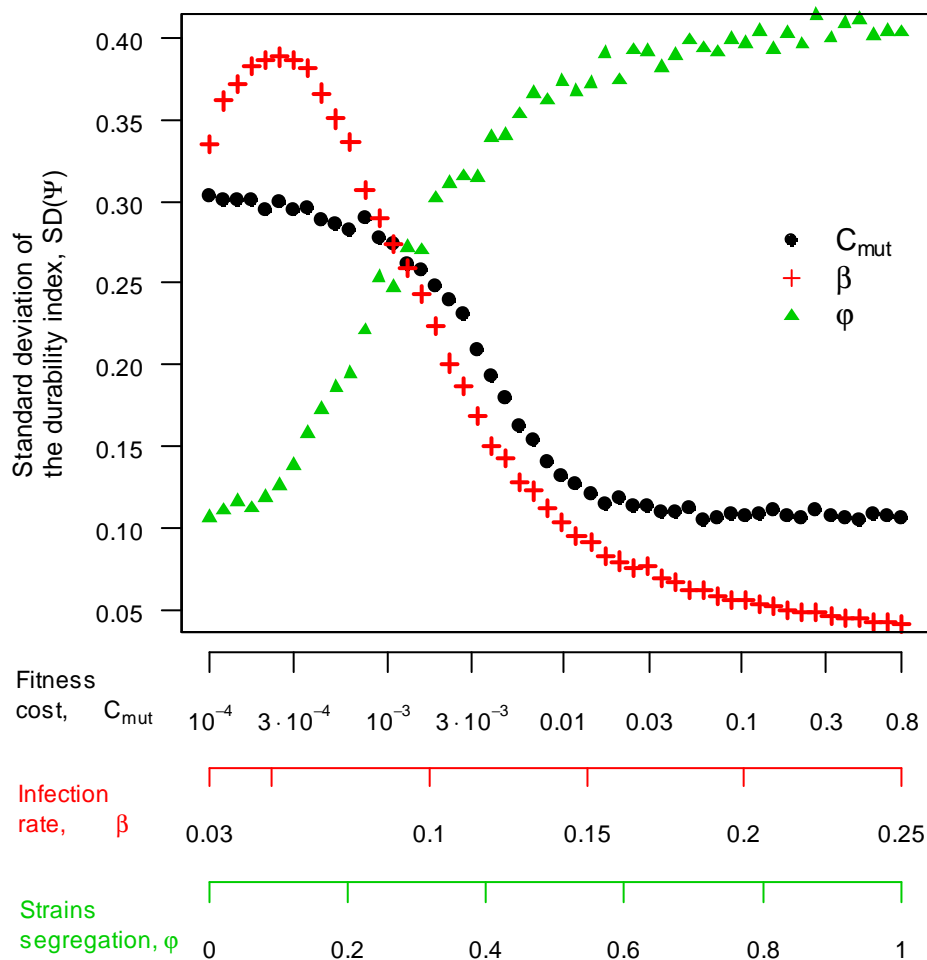 0.40
0.35
0.30
0.25
0.20
0.15
0.10
0.05
Standard deviation of
the durability index, SD(Ψ)
C_mut
β
φ
Fitness
cost, C_mut
10⁻⁴ 3·10⁻⁴ 10⁻³ 3·10⁻³ 0.01 0.03 0.1 0.3 0.8
Infection
rate, β
0.03 0.1 0.15 0.2 0.25
Strains
segregation, φ
0 0.2 0.4 0.6 0.8 1